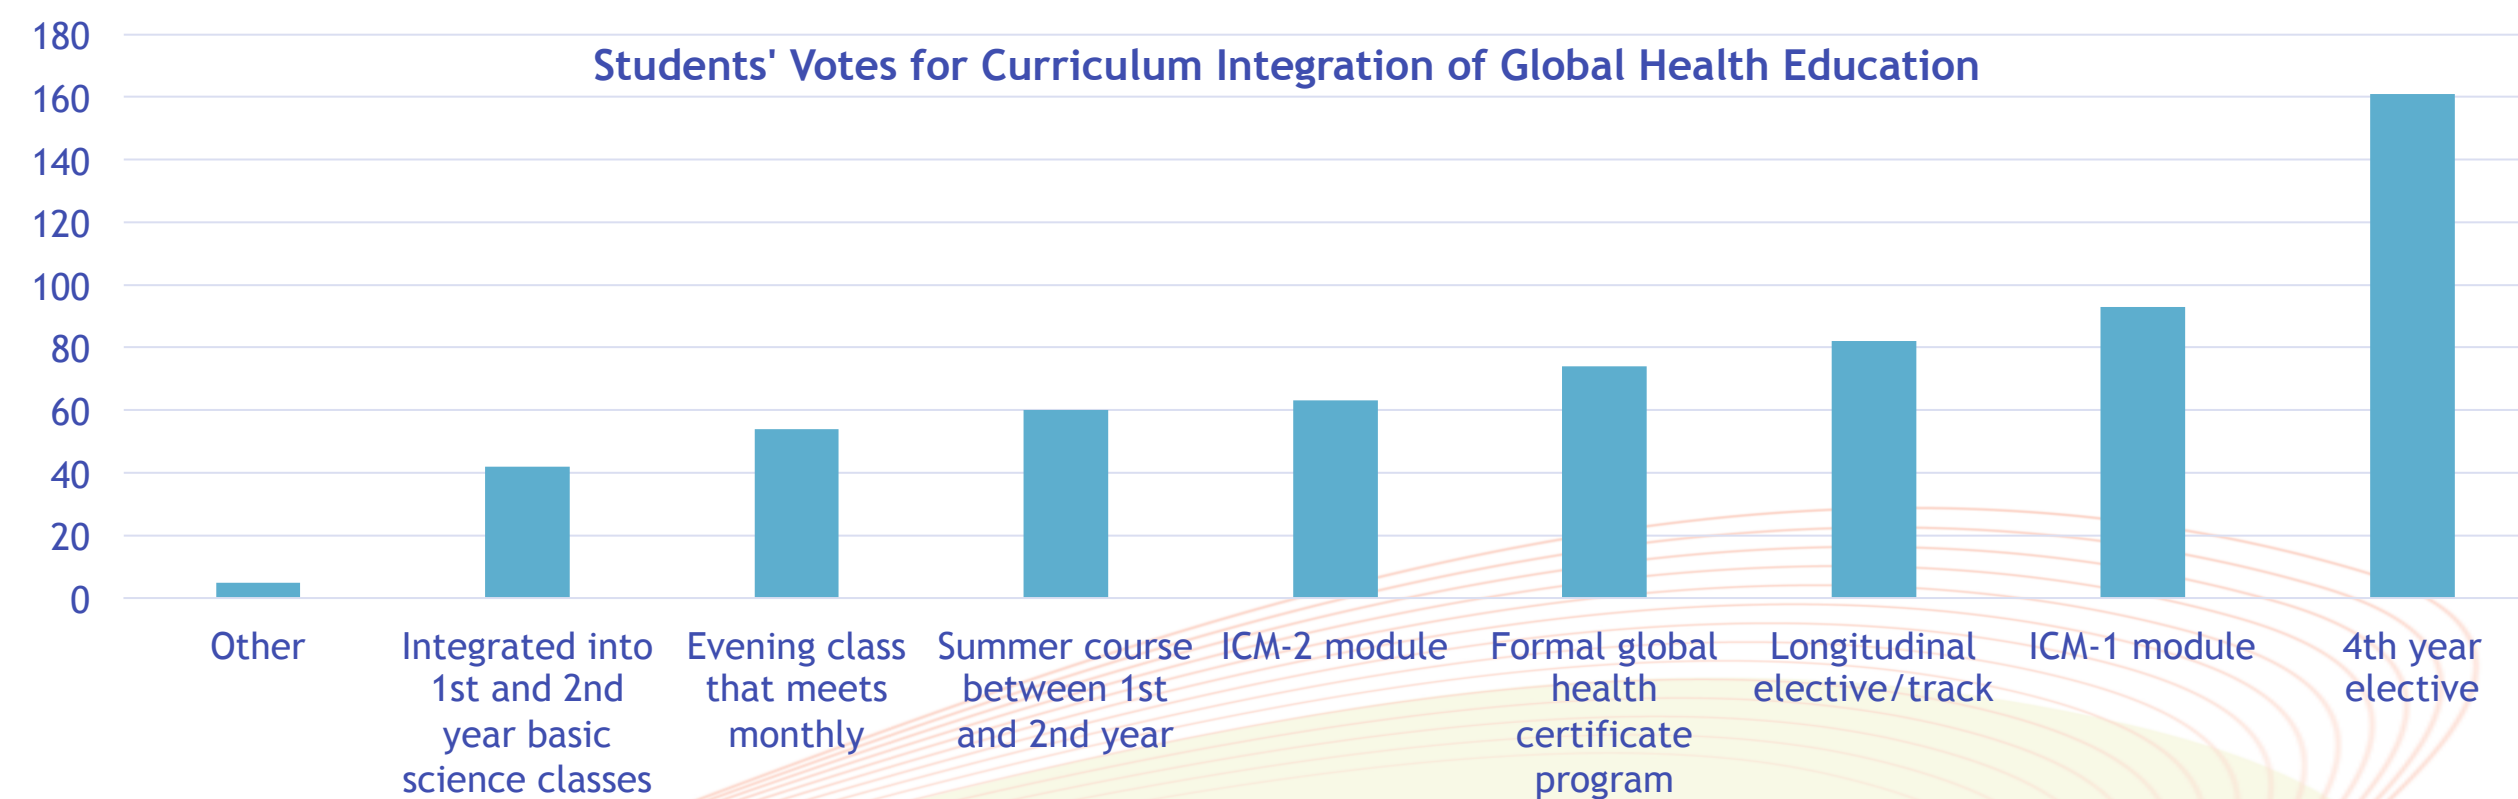 180
Students' Votes for Curriculum Integration of Global Health Education
160
140
120
100
80
60
40
20
0
Other
Integrated into
1st and 2nd
year basic
science classes
Evening class
that meets
monthly
Summer course
between 1st
and 2nd year
ICM-2 module
Formal global
health
certificate
program
Longitudinal
elective/track
ICM-1 module
4th year
elective